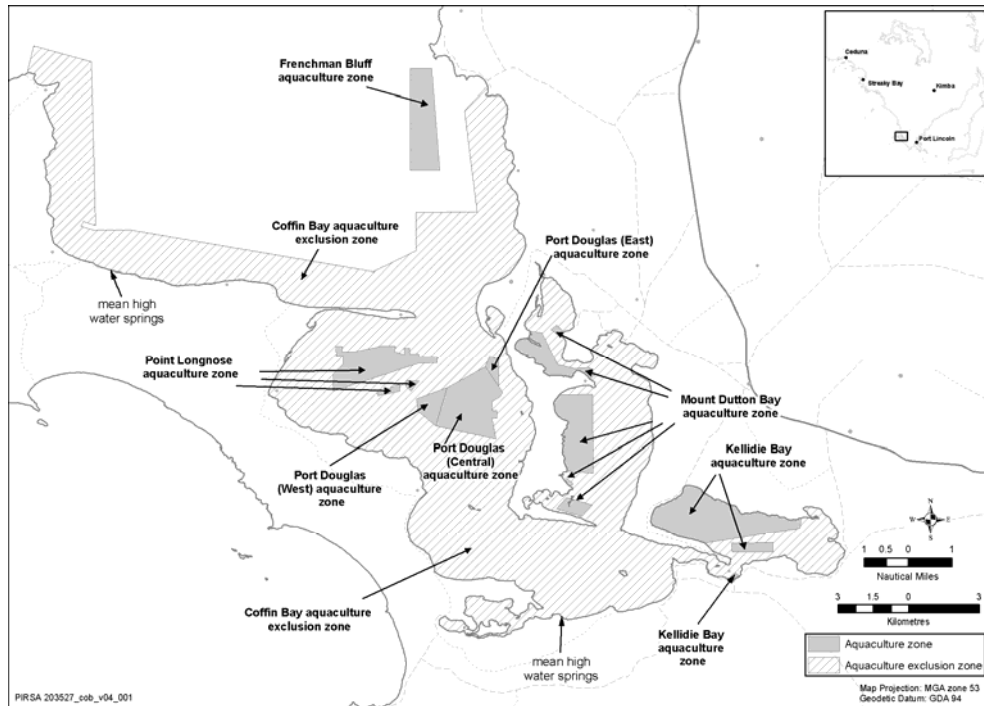 Frenchman Bluff
aquaculture zone
Ceduna
Streaky Bay
Kimba
Port Lincoln
Coffin Bay aquaculture
exclusion zone
Port Douglas (East)
aquaculture zone
mean high
water springs
Point Longnose
aquaculture zone
Mount Dutton Bay
aquaculture zone
Port Douglas
(Central)
aquaculture zone
Kellidie Bay
aquaculture zone
Port Douglas
(West) aquaculture
zone
N
W E
S
1 0.5 0 1
Nautical Miles
3 1.5 0 3
Kilometres
Coffin Bay aquaculture
exclusion zone
Kellidie Bay
aquaculture
zone
mean high
water springs
Aquaculture zone
Aquaculture exclusion zone
PIRSA 203527_cob_v04_001
Map Projection: MGA zone 53
Geodetic Datum: GDA 94